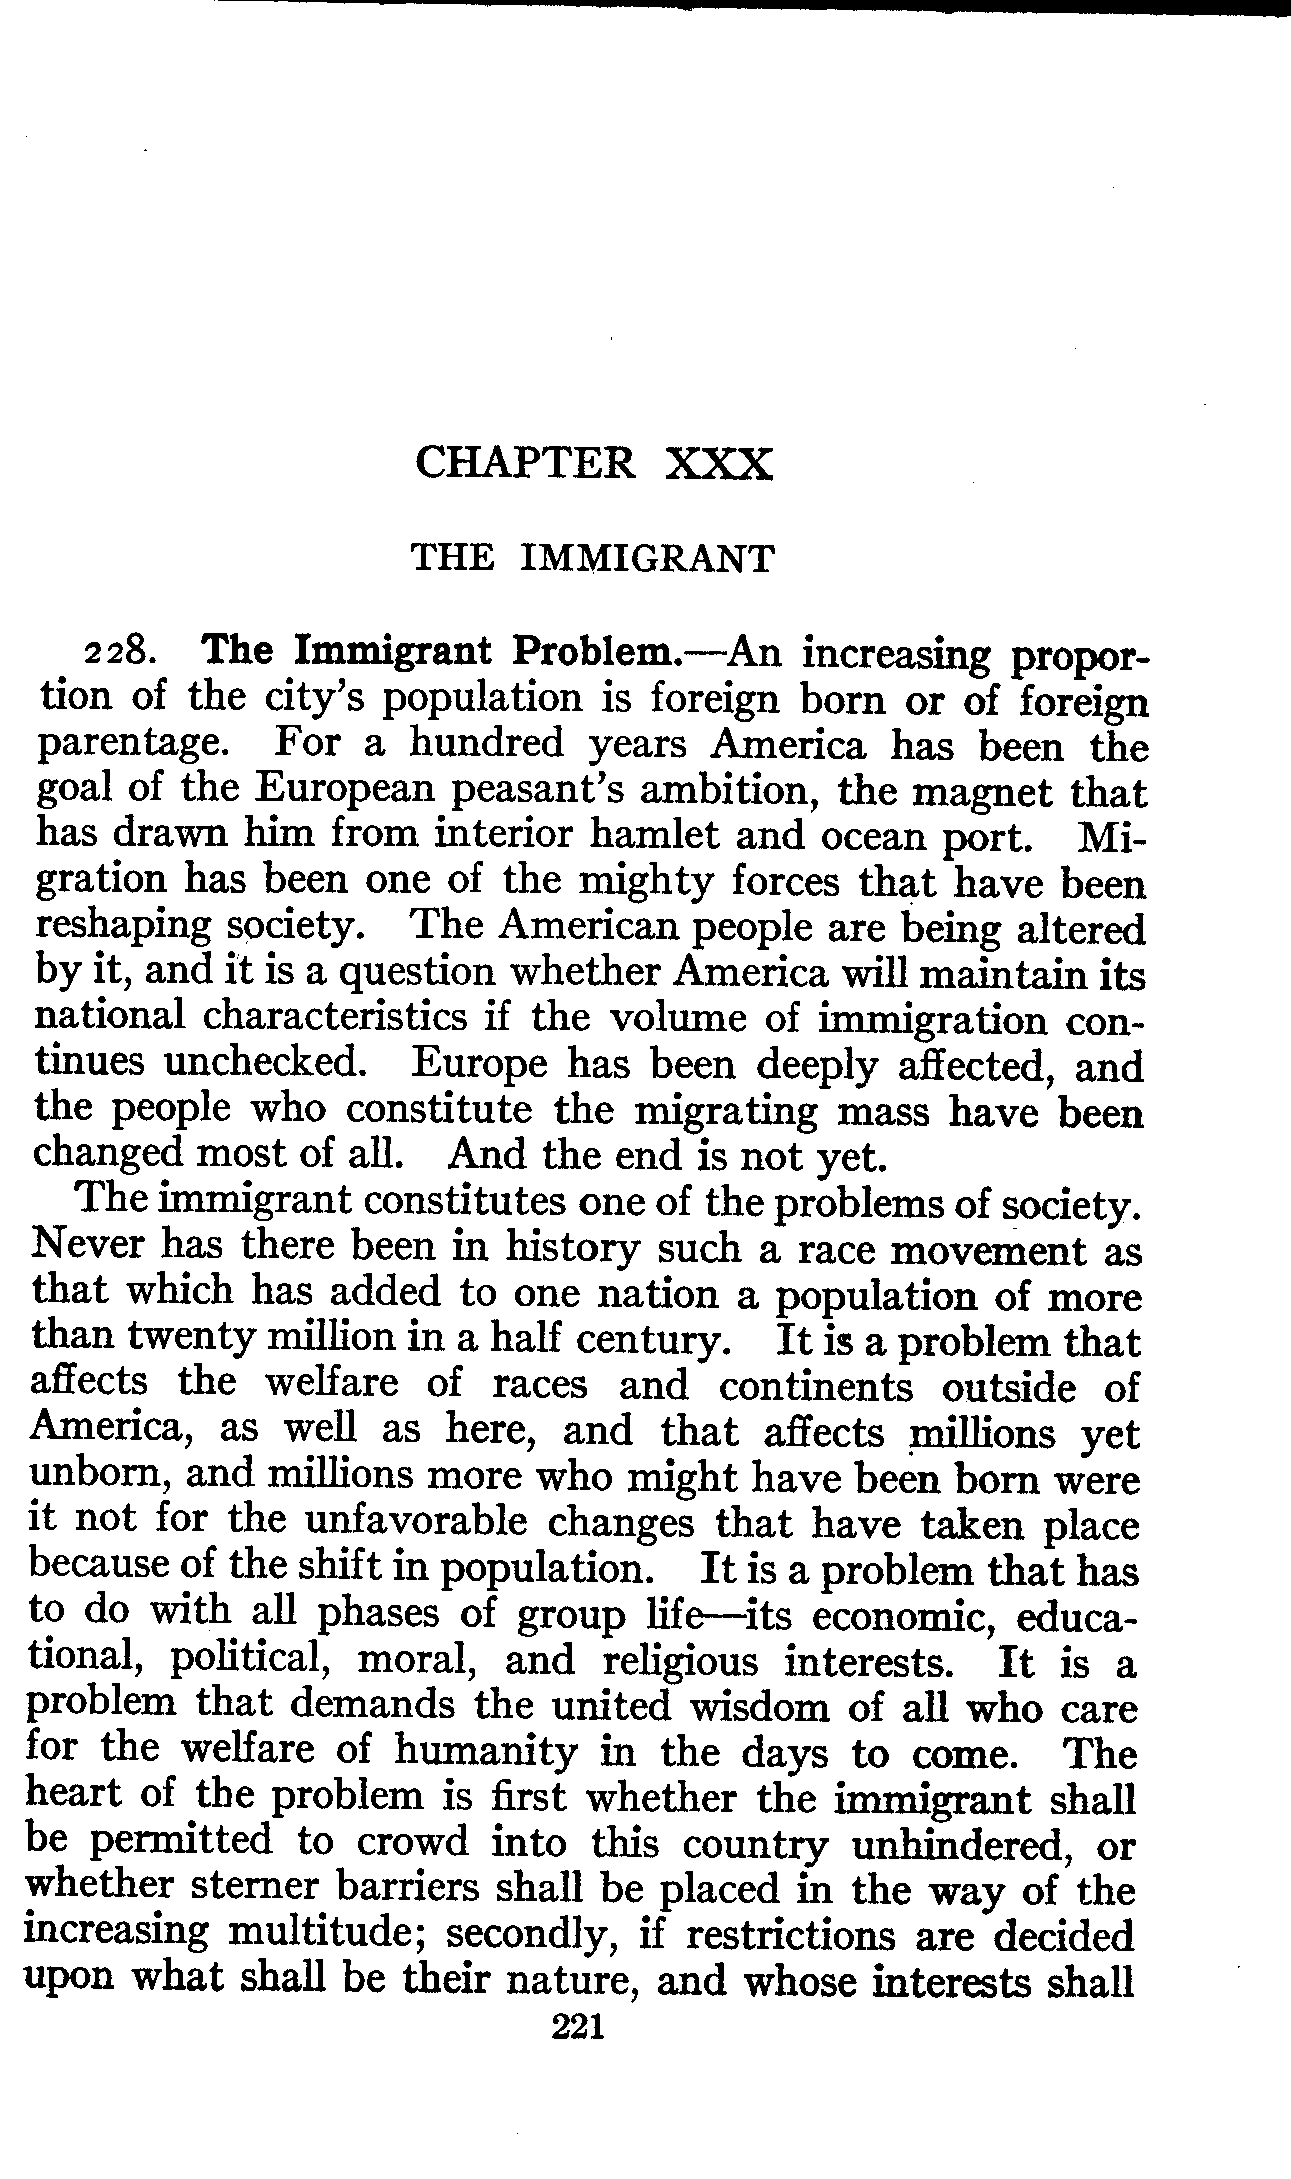 CHAPTER XXX
THE IMMIGRANT
228. The Immigrant Problem.—An increasing propor-
tion of the city's population is foreign born or of foreign
parentage. For a hundred years America has been the
goal of the European peasant's ambition, the magnet that
has drawn him from interior hamlet and ocean port. Mi-
gration has been one of the mighty forces that have been
reshaping society. The American people are being altered
by it, and it is a question whether America will maintain its
national characteristics if the volume of immigration con-
tinues unchecked. Europe has been deeply affected, and
the people who constitute the migrating mass have been
changed most of all. And the end is not yet.
The immigrant constitutes one of the problems of society.
Never has there been in history such a race movement as
that which has added to one nation a population of more
than twenty million in a half century. It is a problem that
affects the welfare of races and continents outside of
America, as well as here, and that affects millions yet
unborn, and millions more who might have been born were
it not for the unfavorable changes that have taken place
because of the shift in population. It is a problem that has
to do with all phases of group life—its economic, educa-
tional, political, moral, and religious interests. It is a
problem that demands the united wisdom of all who care
for the welfare of humanity in the days to come. The
heart of the problem is first whether the immigrant shall
be permitted to crowd into this country unhindered, or
whether sterner barriers shall be placed in the way of the
increasing multitude; secondly, if restrictions are decided
upon what shall be their nature, and whose interests shall
221